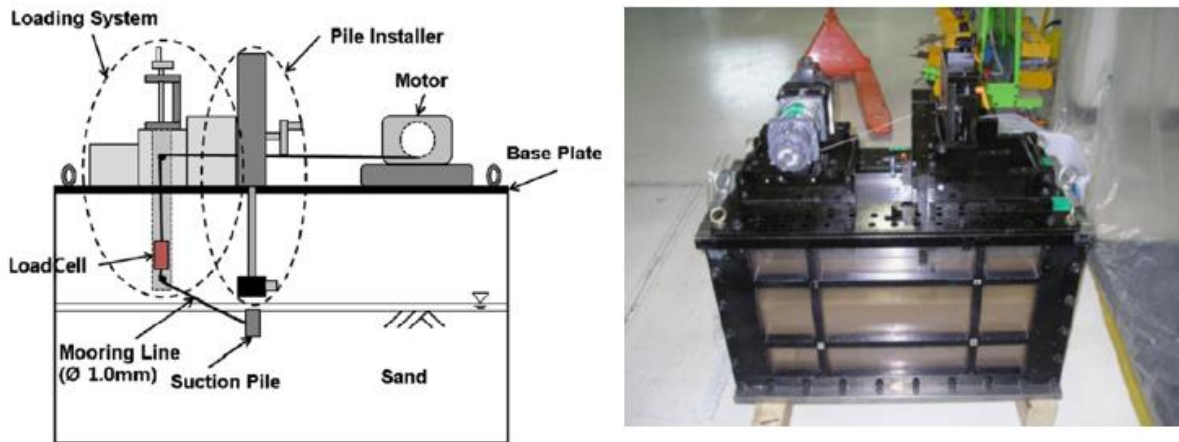 Loading System
Pile Installer
Motor
Base Plate
LoadCell
Mooring Line
(Ø 1.0mm)
Suction Pile
Sand